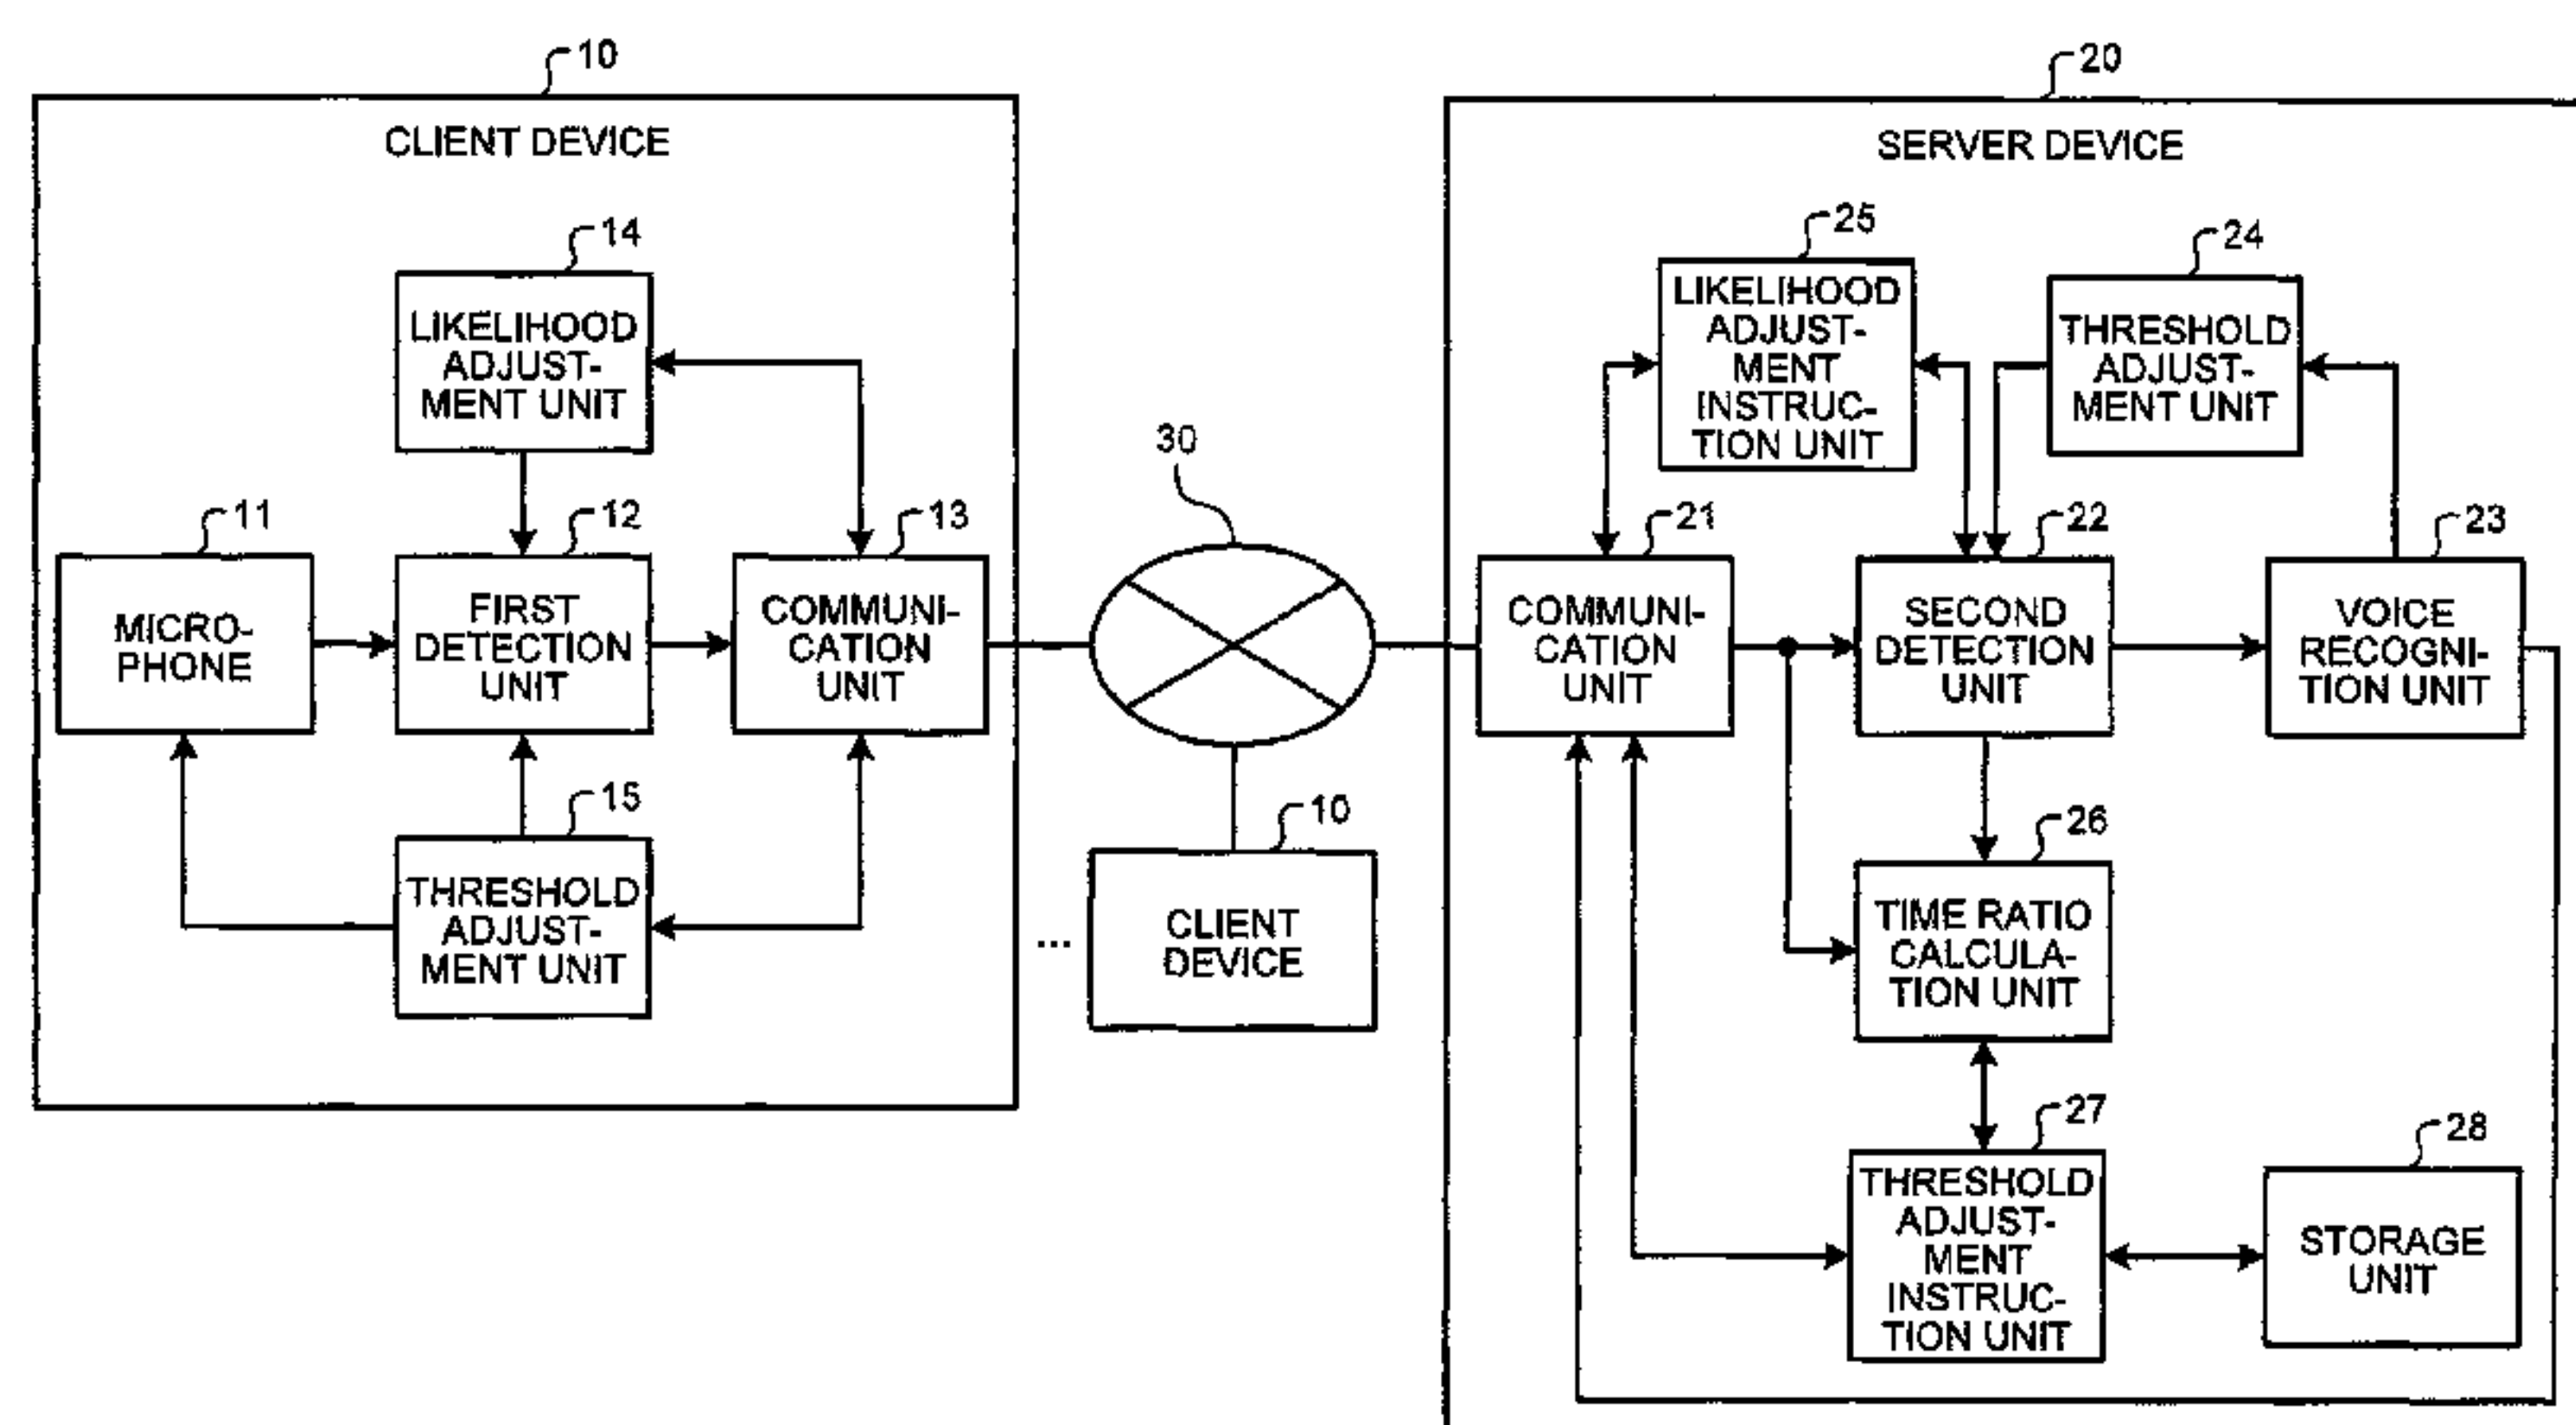 10
CLIENT DEVICE
14
LIKELIHOOD
ADJUST-
MENT UNIT
11
MICRO-
PHONE
12
FIRST
DETECTION
UNIT
13
COMMUNI-
CATION
UNIT
15
THRESHOLD
ADJUST-
MENT UNIT
30
10
CLIENT
DEVICE
...
20
SERVER DEVICE
25
LIKELIHOOD
ADJUST-
MENT
INSTRUC-
TION UNIT
24
THRESHOLD
ADJUST-
MENT UNIT
21
COMMUNI-
CATION
UNIT
22
SECOND
DETECTION
UNIT
23
VOICE
RECOGNI-
TION UNIT
26
TIME RATIO
CALCULA-
TION UNIT
27
THRESHOLD
ADJUST-
MENT
INSTRUC-
TION UNIT
28
STORAGE
UNIT